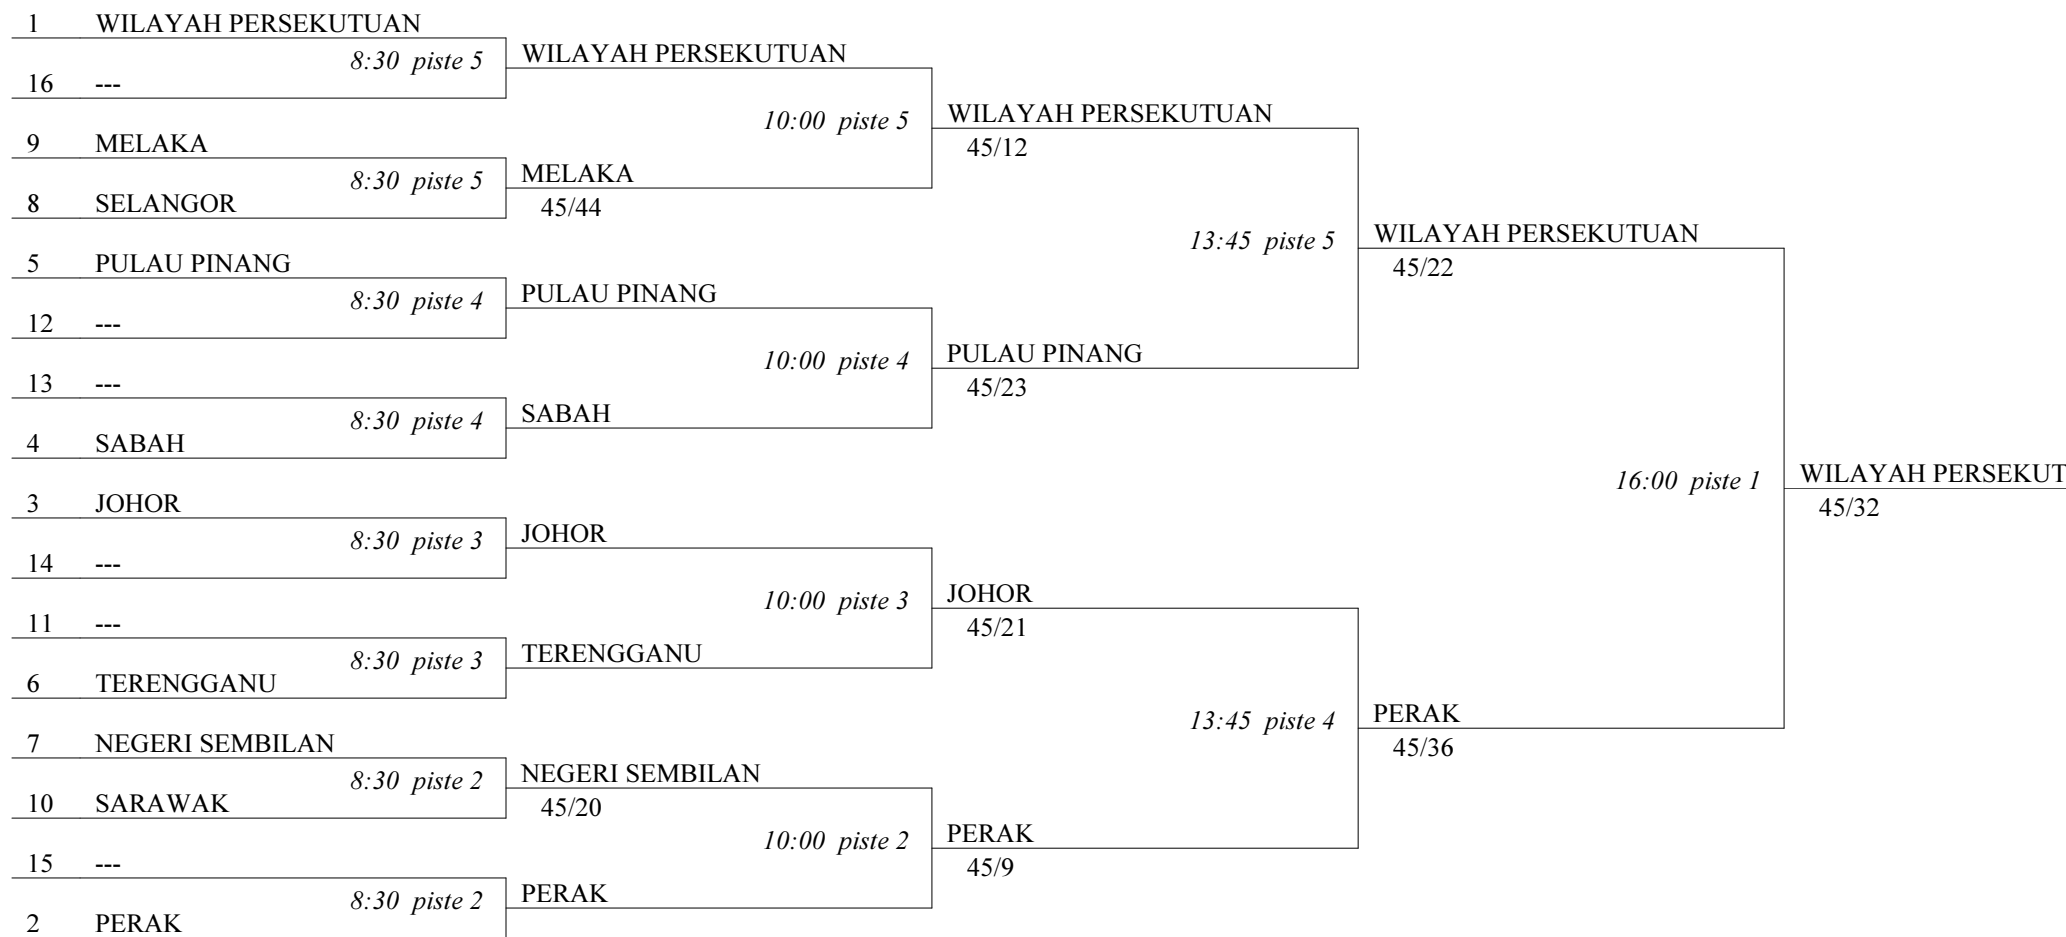 1 WILAYAH PERSEKUTUAN
8:30 piste 5 WILAYAH PERSEKUTUAN
16 ---
10:00 piste 5 WILAYAH PERSEKUTUAN
45/12
9 MELAKA
8:30 piste 5 MELAKA
45/44
8 SELANGOR
13:45 piste 5 WILAYAH PERSEKUTUAN
45/22
5 PULAU PINANG
8:30 piste 4 PULAU PINANG
12 ---
10:00 piste 4 PULAU PINANG
45/23
13 ---
8:30 piste 4 SABAH
4 SABAH
16:00 piste 1 WILAYAH PERSEKUT
45/32
3 JOHOR
8:30 piste 3 JOHOR
14 ---
10:00 piste 3 JOHOR
45/21
11 ---
8:30 piste 3 TERENGGANU
6 TERENGGANU
13:45 piste 4 PERAK
45/36
7 NEGERI SEMBILAN
8:30 piste 2 NEGERI SEMBILAN
45/20
10 SARAWAK
10:00 piste 2 PERAK
45/9
15 ---
8:30 piste 2 PERAK
2 PERAK